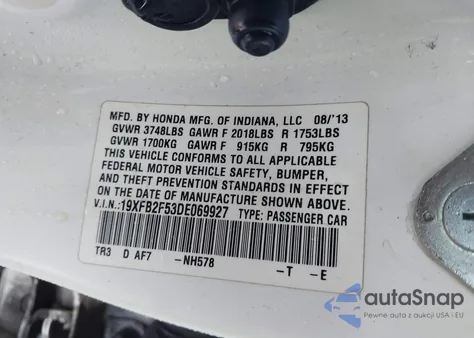 MFD. BY HONDA MFG. OF INDIANA, LLC 08/'13
GVWR 3748LBS GAWR F 2018LBS R 1753LBS
GVWR 1700KG GAWR F 915KG R 795KG
THIS VEHICLE CONFORMS TO ALL APPLICABLE
FEDERAL MOTOR VEHICLE SAFETY, BUMPER,
AND THEFT PREVENTION STANDARDS IN EFFECT
ON THE DATE OF MANUFACTURE SHOWN ABOVE.
V.I.N.:19XFB2F53DE069927 TYPE: PASSENGER CAR
TR3 D AF7 -NH578 -T -E
autaSnap
Pewne auta z aukcji USA i EU